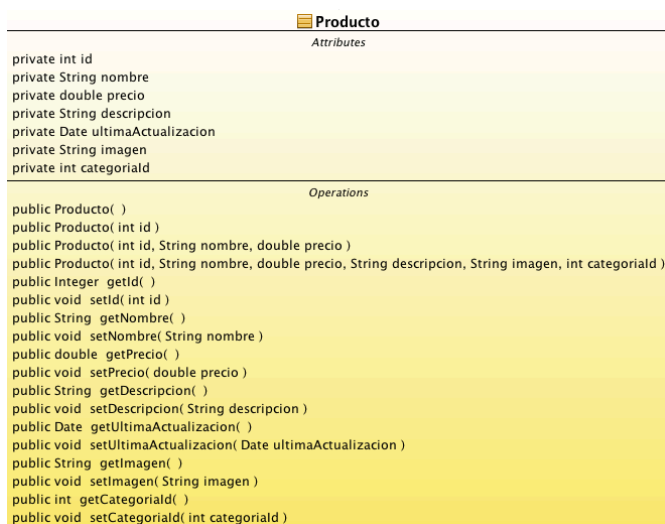 Producto
Attributes
private int id
private String nombre
private double precio
private String descripcion
private Date ultimaActualizacion
private String imagen
private int categoriaId
Operations
public Producto( )
public Producto( int id )
public Producto( int id, String nombre, double precio )
public Producto( int id, String nombre, double precio, String descripcion, String imagen, int categoriaId )
public Integer getId( )
public void setId( int id )
public String getNombre( )
public void setNombre( String nombre )
public double getPrecio( )
public void setPrecio( double precio )
public String getDescripcion( )
public void setDescripcion( String descripcion )
public Date getUltimaActualizacion( )
public void setUltimaActualizacion( Date ultimaActualizacion )
public String getImagen( )
public void setImagen( String imagen )
public int getCategoriaId( )
public void setCategoriaId( int categoriaId )